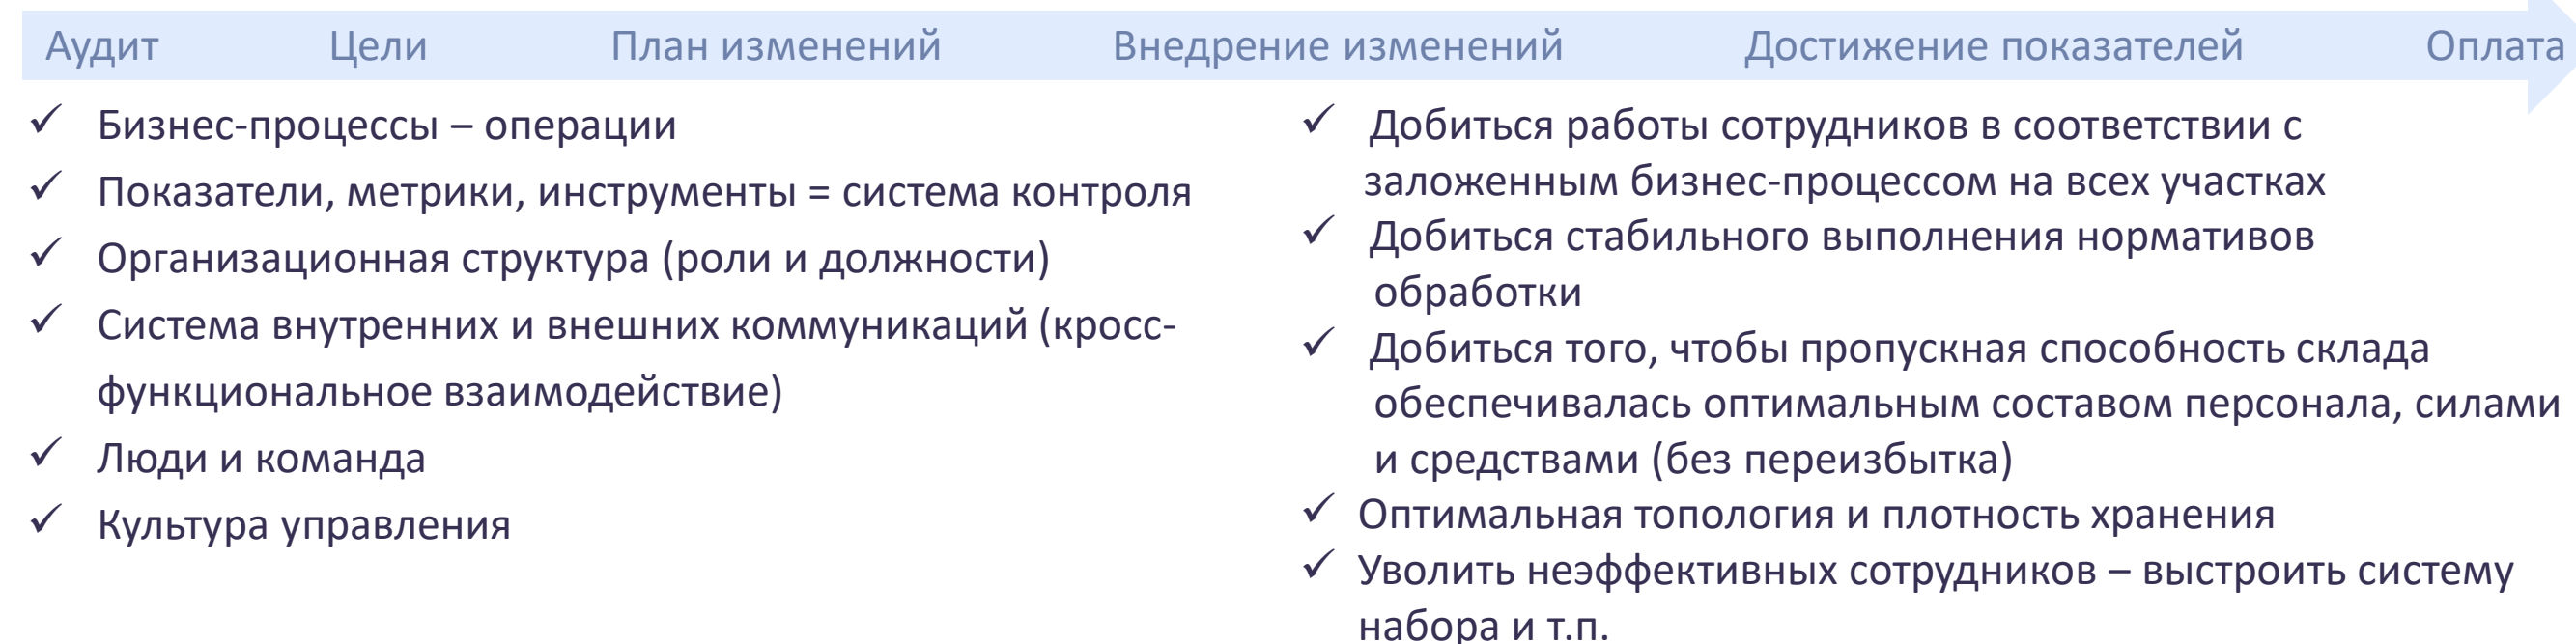 Аудит Цели План изменений Внедрение изменений Достижение показателей Оплата
✓ Бизнес-процессы – операции
✓ Показатели, метрики, инструменты = система контроля
✓ Организационная структура (роли и должности)
✓ Система внутренних и внешних коммуникаций (кросс-
функциональное взаимодействие)
✓ Люди и команда
✓ Культура управления
✓ Добиться работы сотрудников в соответствии с
заложенным бизнес-процессом на всех участках
✓ Добиться стабильного выполнения нормативов
обработки
✓ Добиться того, чтобы пропускная способность склада
обеспечивалась оптимальным составом персонала, силами
и средствами (без переизбытка)
✓ Оптимальная топология и плотность хранения
✓ Уволить неэффективных сотрудников – выстроить систему
набора и т.п.